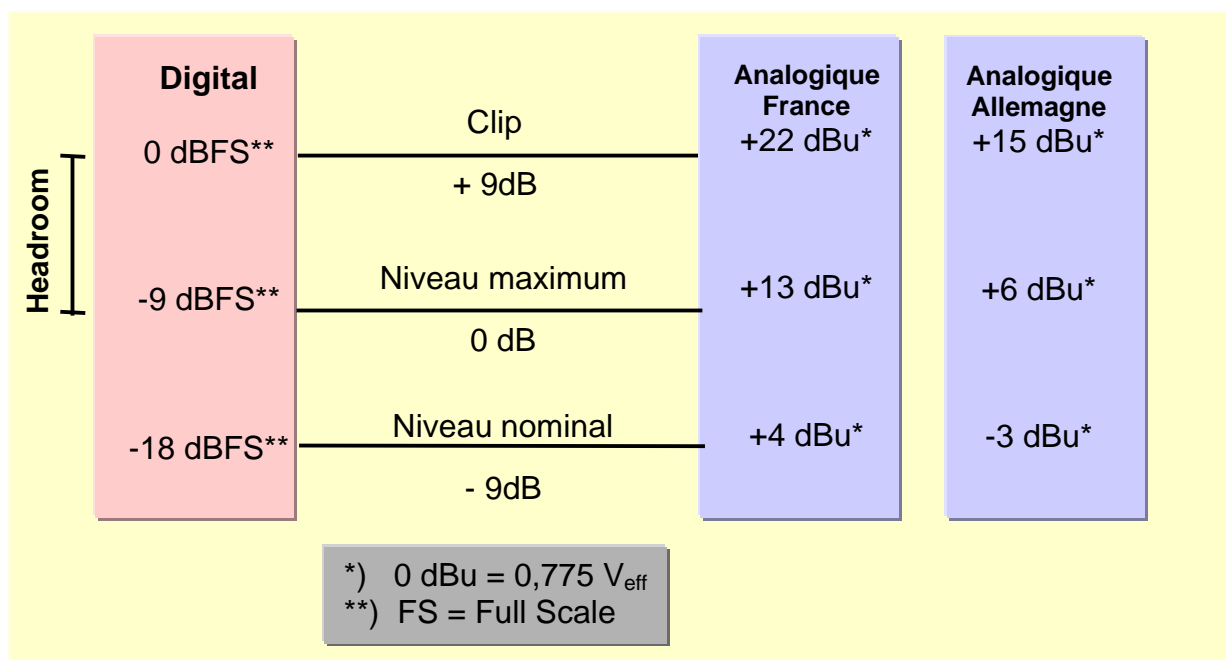 Digital
Analogique
France
Analogique
Allemagne
Headroom
0 dBFS**
Clip
+ 9dB
+22 dBu*
+15 dBu*
-9 dBFS**
Niveau maximum
0 dB
+13 dBu*
+6 dBu*
-18 dBFS**
Niveau nominal
- 9dB
+4 dBu*
-3 dBu*
*) 0 dBu = 0,775 Veff
**) FS = Full Scale